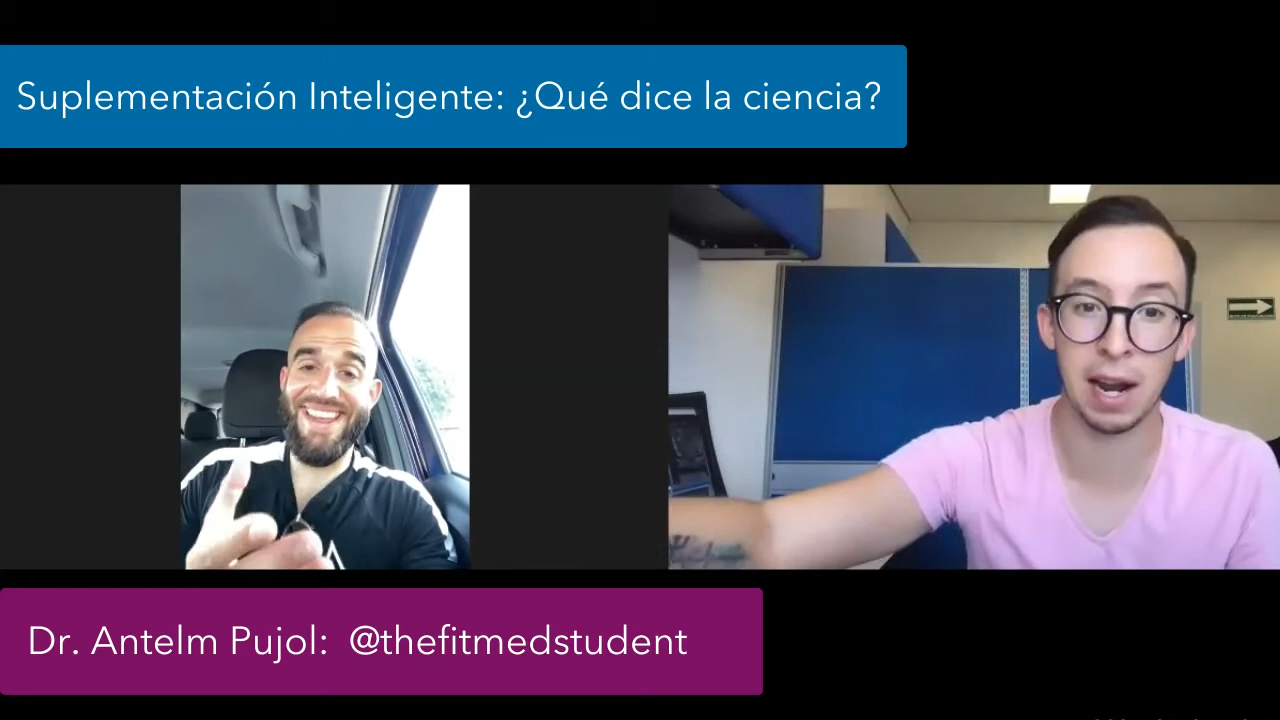 Suplementación Inteligente: ¿Qué dice la ciencia?
Dr. Antelm Pujol: @thefitmedstudent